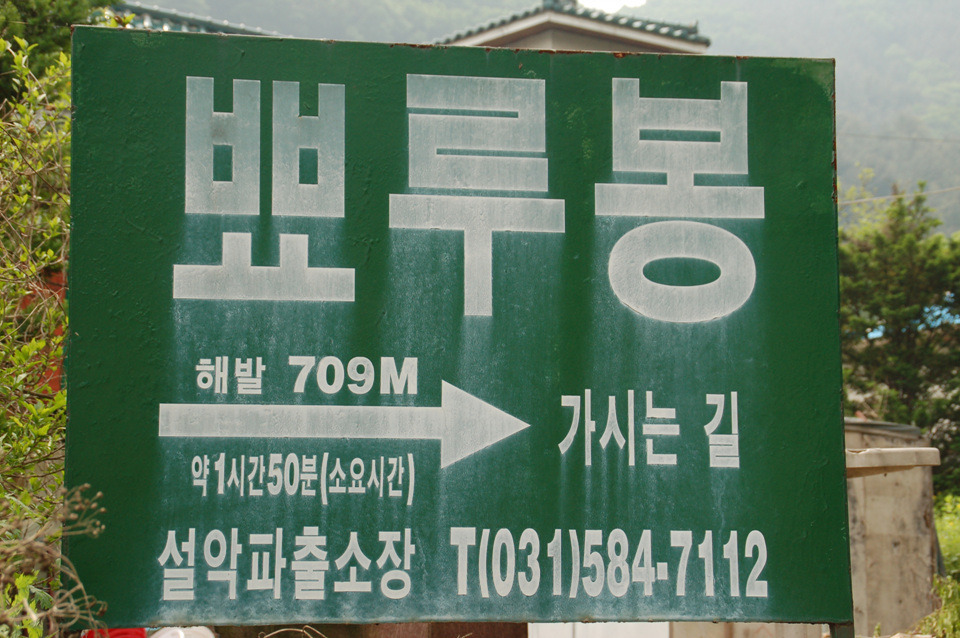 뾰루봉
해발 709M
가시는 길
약1시간50분(소요시간)
설악파출소장 T(031)584-7112